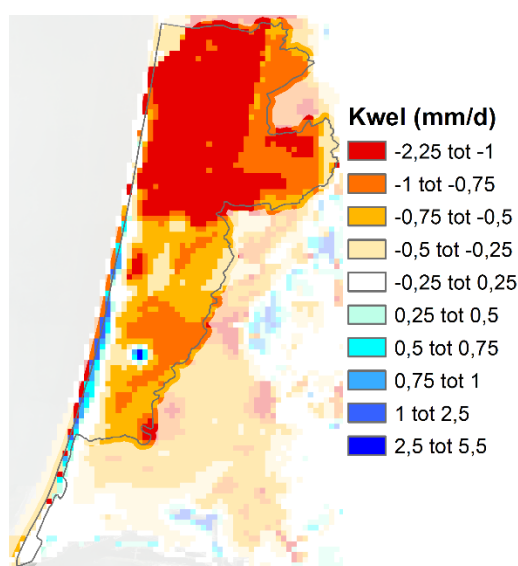 Kwel (mm/d)
-2,25 tot -1
-1 tot -0,75
-0,75 tot -0,5
-0,5 tot -0,25
-0,25 tot 0,25
0,25 tot 0,5
0,5 tot 0,75
0,75 tot 1
1 tot 2,5
2,5 tot 5,5